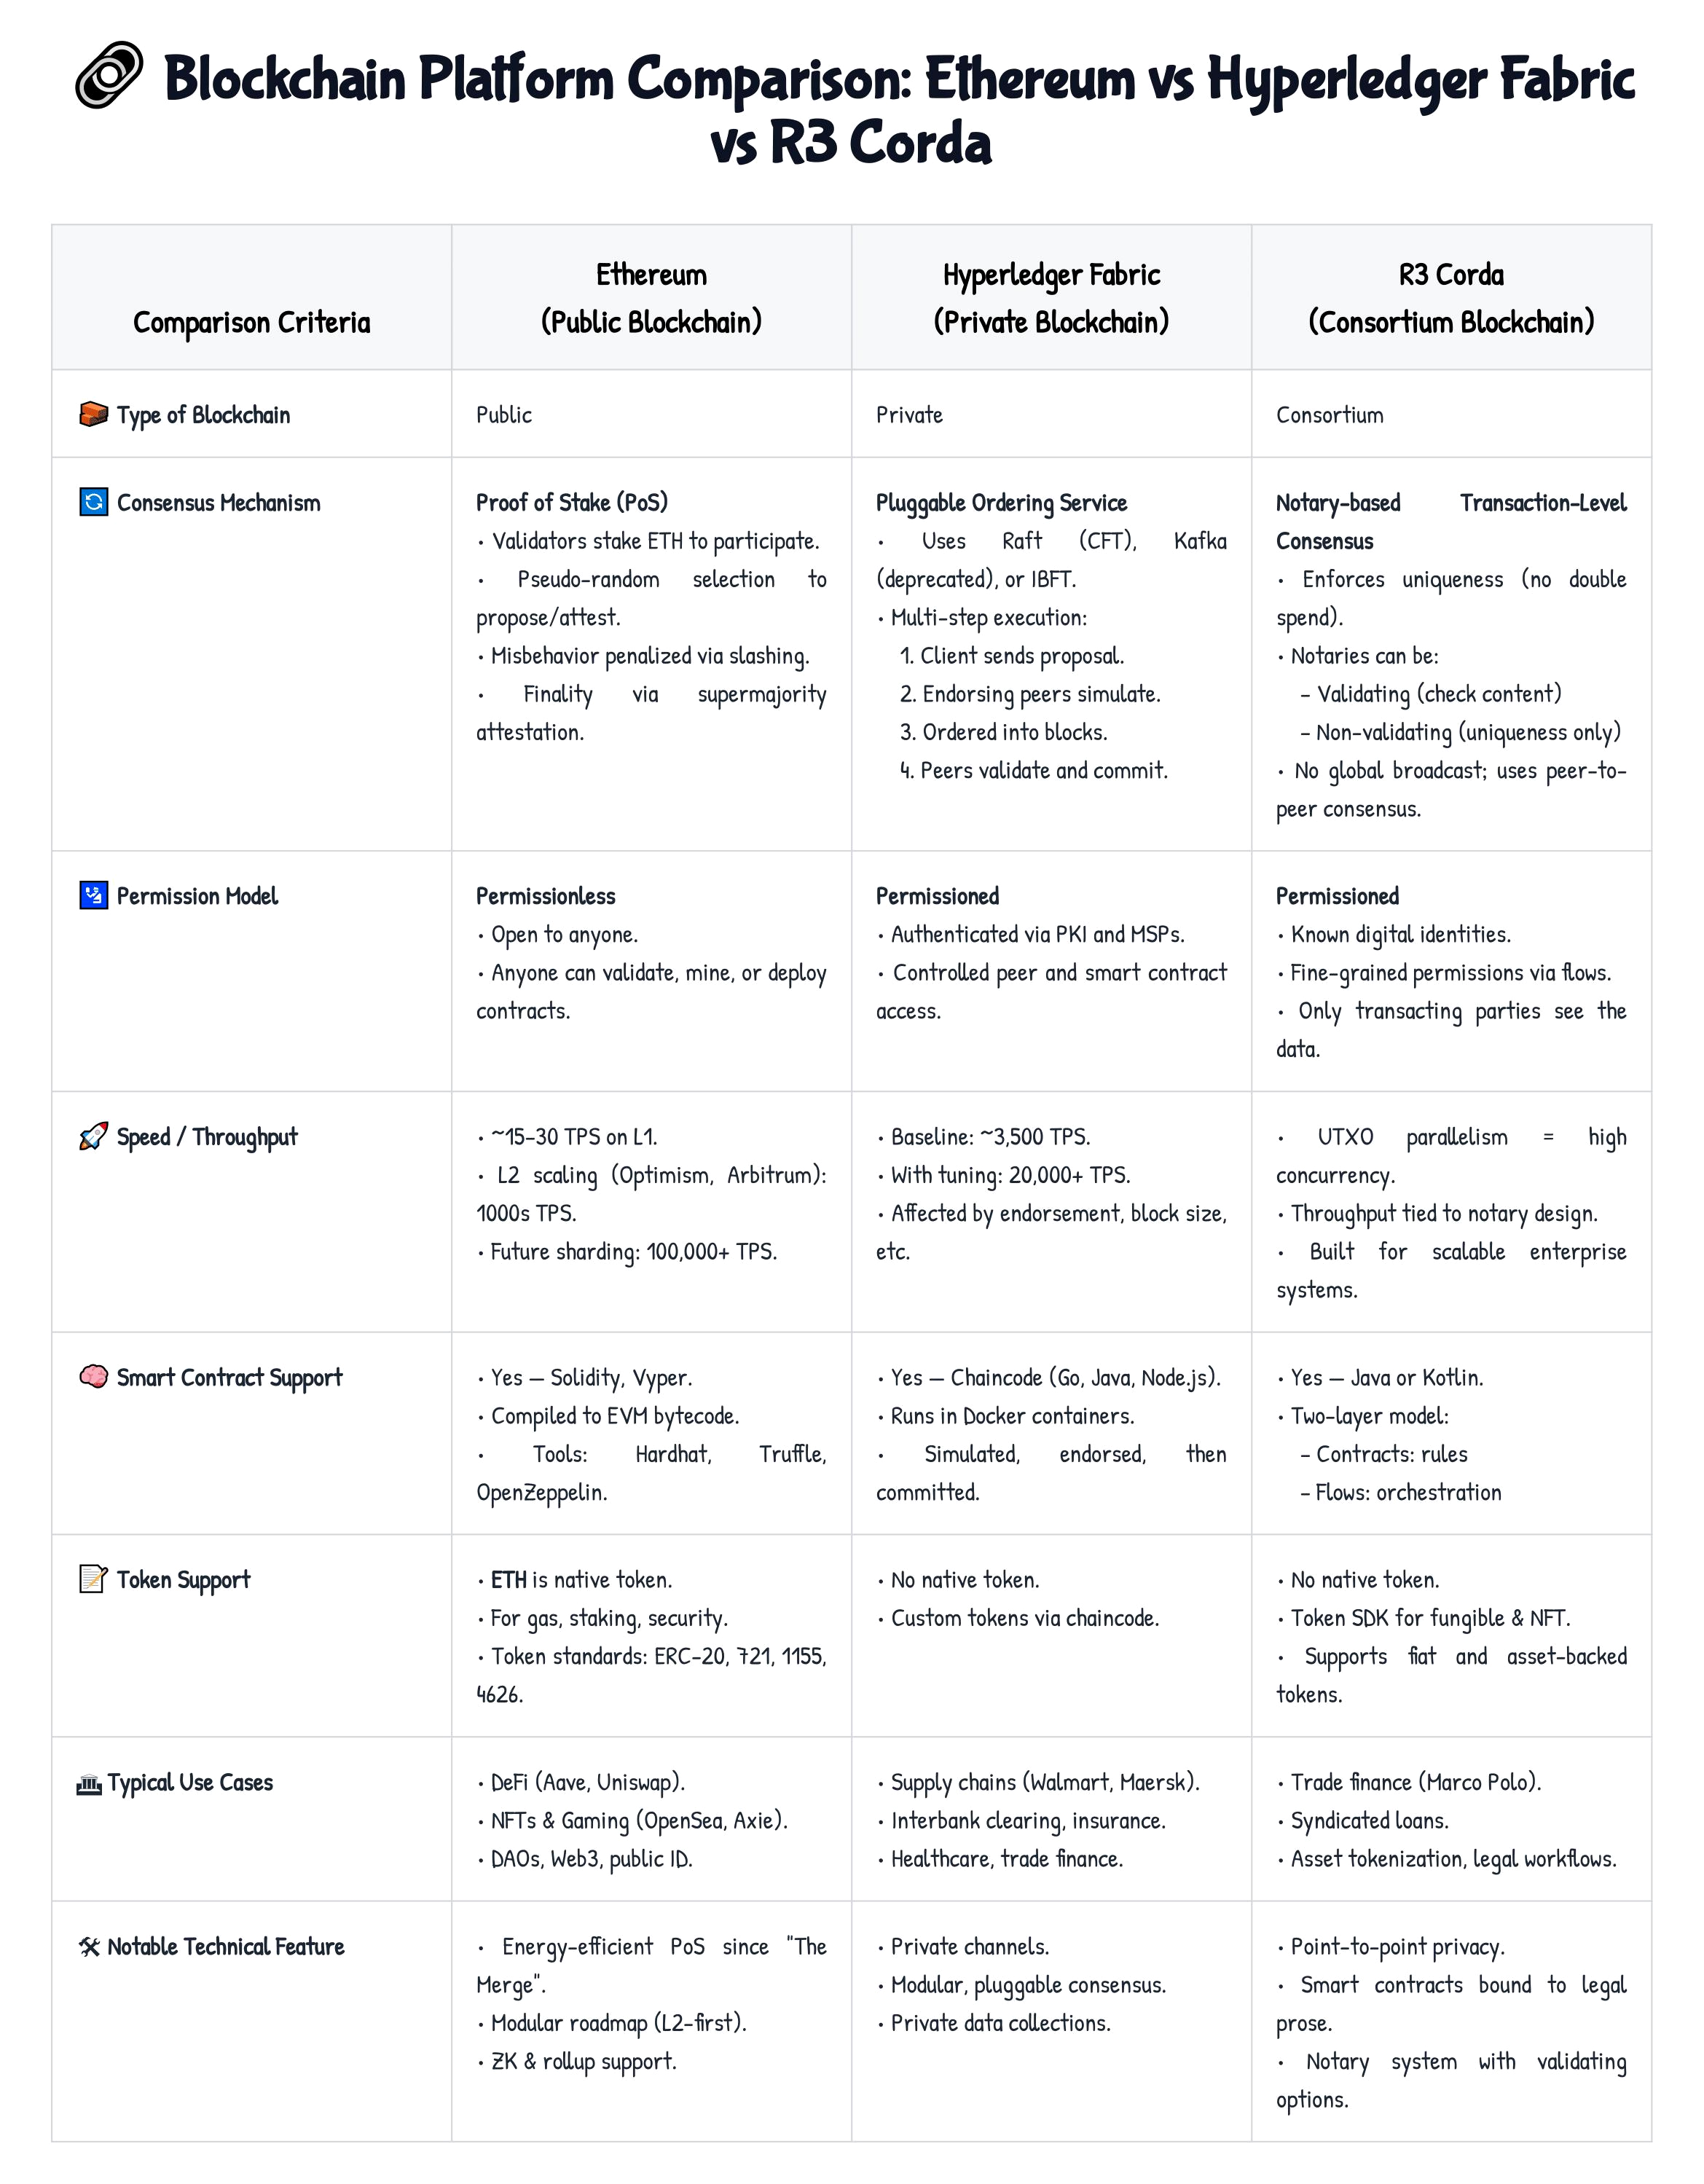 Blockchain Platform Comparison: Ethereum vs Hyperledger Fabric
vs R3 Corda
Comparison Criteria
Ethereum
(Public Blockchain)
Hyperledger Fabric
(Private Blockchain)
R3 Corda
(Consortium Blockchain)
Type of Blockchain
Public
Private
Consortium
Consensus Mechanism
Proof of Stake (PoS)
• Validators stake ETH to participate.
• Pseudo-random selection to
propose/attest.
• Misbehavior penalized via slashing.
• Finality via supermajority
attestation.
Pluggable Ordering Service
• Uses Raft (CFT), Kafka
(deprecated), or IBFT.
• Multi-step execution:
1. Client sends proposal.
2. Endorsing peers simulate.
3. Ordered into blocks.
4. Peers validate and commit.
Notary-based Transaction-Level
Consensus
• Enforces uniqueness (no double
spend).
• Notaries can be:
– Validating (check content)
– Non-validating (uniqueness only)
• No global broadcast; uses peer-to-
peer consensus.
Permission Model
Permissionless
• Open to anyone.
• Anyone can validate, mine, or deploy
contracts.
Permissioned
• Authenticated via PKI and MSPs.
• Controlled peer and smart contract
access.
Permissioned
• Known digital identities.
• Fine-grained permissions via flows.
• Only transacting parties see the
data.
Speed / Throughput
• ~15–30 TPS on L1.
• L2 scaling (Optimism, Arbitrum):
1000s TPS.
• Future sharding: 100,000+ TPS.
• Baseline: ~3,500 TPS.
• With tuning: 20,000+ TPS.
• Affected by endorsement, block size,
etc.
• UTXO parallelism = high
concurrency.
• Throughput tied to notary design.
• Built for scalable enterprise
systems.
Smart Contract Support
• Yes — Solidity, Vyper.
• Compiled to EVM bytecode.
• Tools: Hardhat, Truffle,
OpenZeppelin.
• Yes — Chaincode (Go, Java, Node.js).
• Runs in Docker containers.
• Simulated, endorsed, then
committed.
• Yes — Java or Kotlin.
• Two-layer model:
– Contracts: rules
– Flows: orchestration
Token Support
• ETH is native token.
• For gas, staking, security.
• Token standards: ERC-20, 721, 1155,
4626.
• No native token.
• Custom tokens via chaincode.
• No native token.
• Token SDK for fungible & NFT.
• Supports fiat and asset-backed
tokens.
Typical Use Cases
• DeFi (Aave, Uniswap).
• NFTs & Gaming (OpenSea, Axie).
• DAOs, Web3, public ID.
• Supply chains (Walmart, Maersk).
• Interbank clearing, insurance.
• Healthcare, trade finance.
• Trade finance (Marco Polo).
• Syndicated loans.
• Asset tokenization, legal workflows.
Notable Technical Feature
• Energy-efficient PoS since "The
Merge".
• Modular roadmap (L2-first).
• ZK & rollup support.
• Private channels.
• Modular, pluggable consensus.
• Private data collections.
• Point-to-point privacy.
• Smart contracts bound to legal
prose.
• Notary system with validating
options.